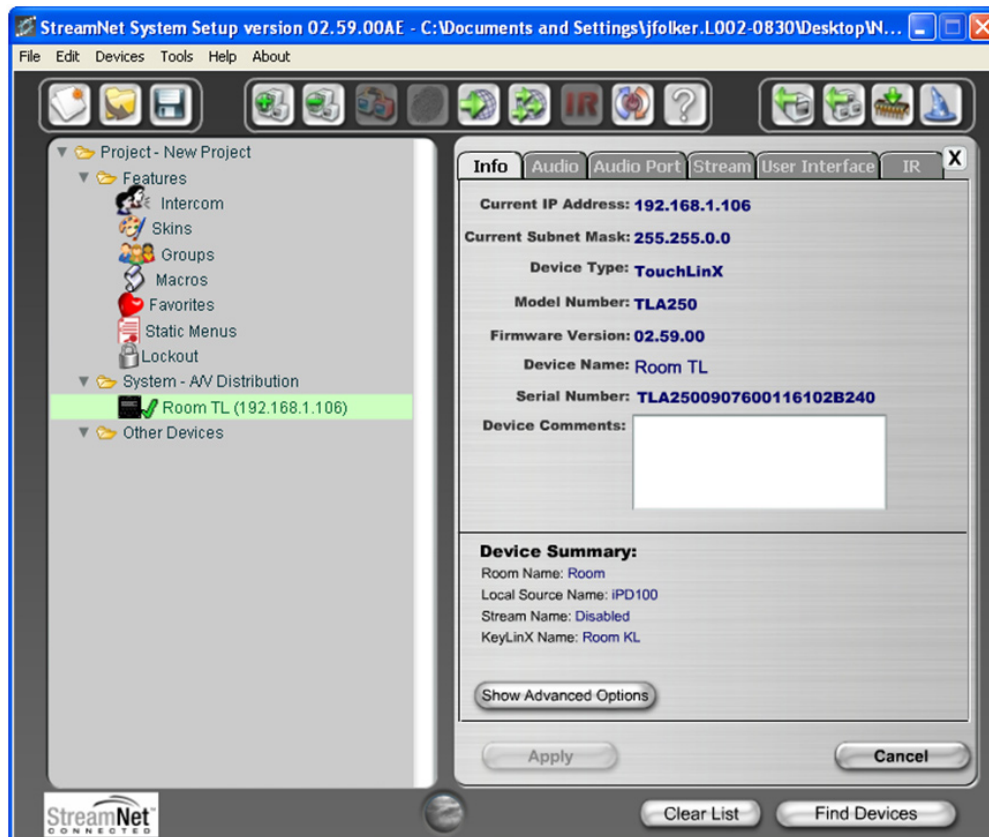 StreamNet System Setup version 02.59.00AE - C:\Documents and Settings\jfolker.L002-0830\Desktop\N...
File Edit Devices Tools Help About
IR
Project - New Project
Features
Intercom
Skins
Groups
Macros
Favorites
Static Menus
Lockout
System - A/V Distribution
Room TL (192.168.1.106)
Other Devices
Info Audio Audio Port Stream User Interface IR X
Current IP Address: 192.168.1.106
Current Subnet Mask: 255.255.0.0
Device Type: TouchLinX
Model Number: TLA250
Firmware Version: 02.59.00
Device Name: Room TL
Serial Number: TLA2500907600116102B240
Device Comments:
Device Summary:
Room Name: Room
Local Source Name: iPD100
Stream Name: Disabled
KeyLinX Name: Room KL
Show Advanced Options
Apply Cancel
StreamNet
CONNECTED
Clear List Find Devices